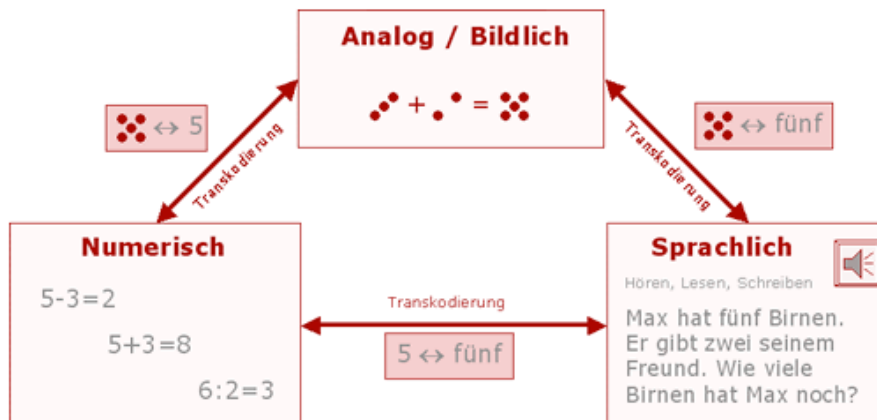 Analog / Bildlich
+ =
↔ 5
Transkodierung
↔ fünf
Transkodierung
Numerisch
5-3=2
5+3=8
6:2=3
Transkodierung
5 ↔ fünf
Sprachlich
Hören, Lesen, Schreiben
Max hat fünf Birnen.
Er gibt zwei seinem
Freund. Wie viele
Birnen hat Max noch?